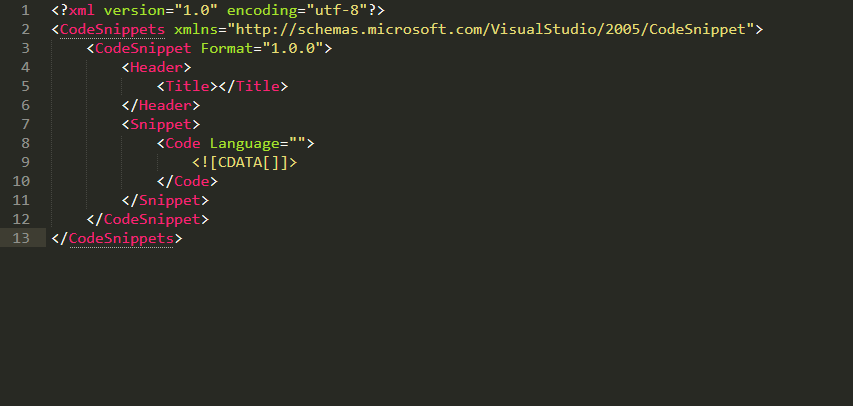 1 <?xml version="1.0" encoding="utf-8"?>
2 <CodeSnippets xmlns="http://schemas.microsoft.com/VisualStudio/2005/CodeSnippet">
3     <CodeSnippet Format="1.0.0">
4         <Header>
5             <Title></Title>
6         </Header>
7         <Snippet>
8             <Code Language="">
9                 <![CDATA[]]>
10             </Code>
11         </Snippet>
12     </CodeSnippet>
13 </CodeSnippets>